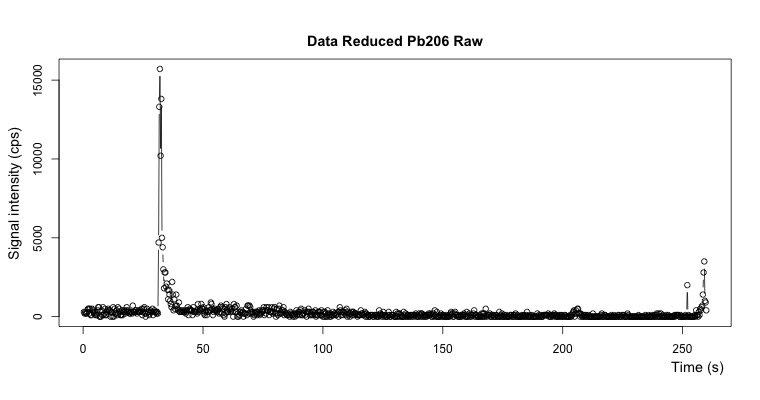 Data Reduced Pb206 Raw
Signal intensity (cps)
15000
10000
5000
0
0 50 100 150 200 250
Time (s)